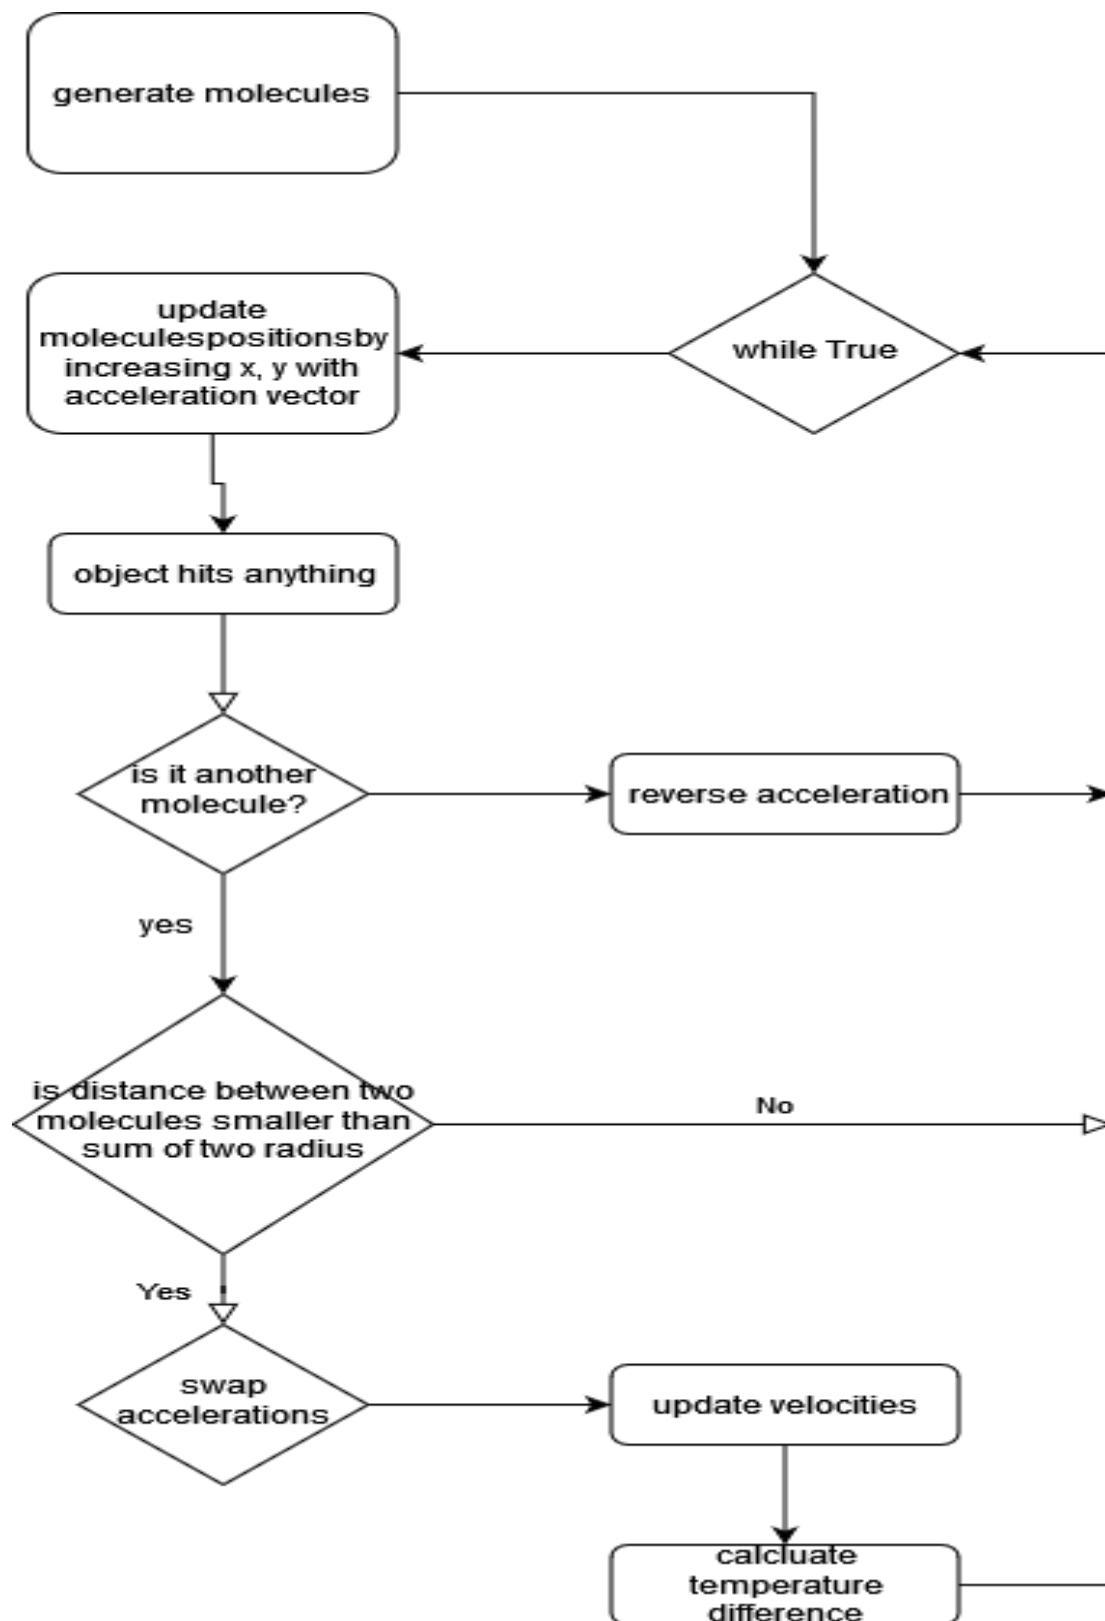 generate molecules
update
moleculespositionsby
increasing x, y with
acceleration vector
while True
object hits anything
is it another
molecule?
reverse acceleration
yes
is distance between two
molecules smaller than
sum of two radius
No
Yes
swap
accelerations
update velocities
calcluate
temperature
difference